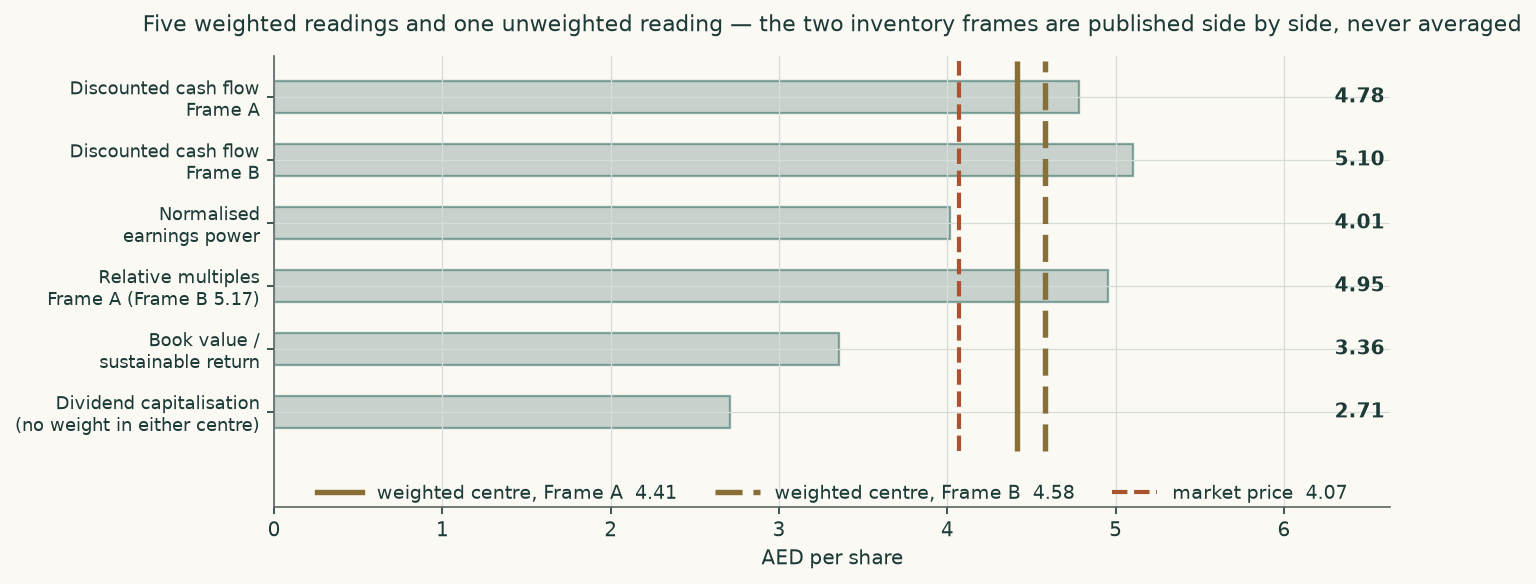 Five weighted readings and one unweighted reading — the two inventory frames are published side by side, never averaged
Discounted cash flow
Frame A
4.78
Discounted cash flow
Frame B
5.10
Normalised
earnings power
4.01
Relative multiples
Frame A (Frame B 5.17)
4.95
Book value /
sustainable return
3.36
Dividend capitalisation
(no weight in either centre)
2.71
weighted centre, Frame A 4.41
weighted centre, Frame B 4.58
market price 4.07
0 1 2 3 4 5 6
AED per share